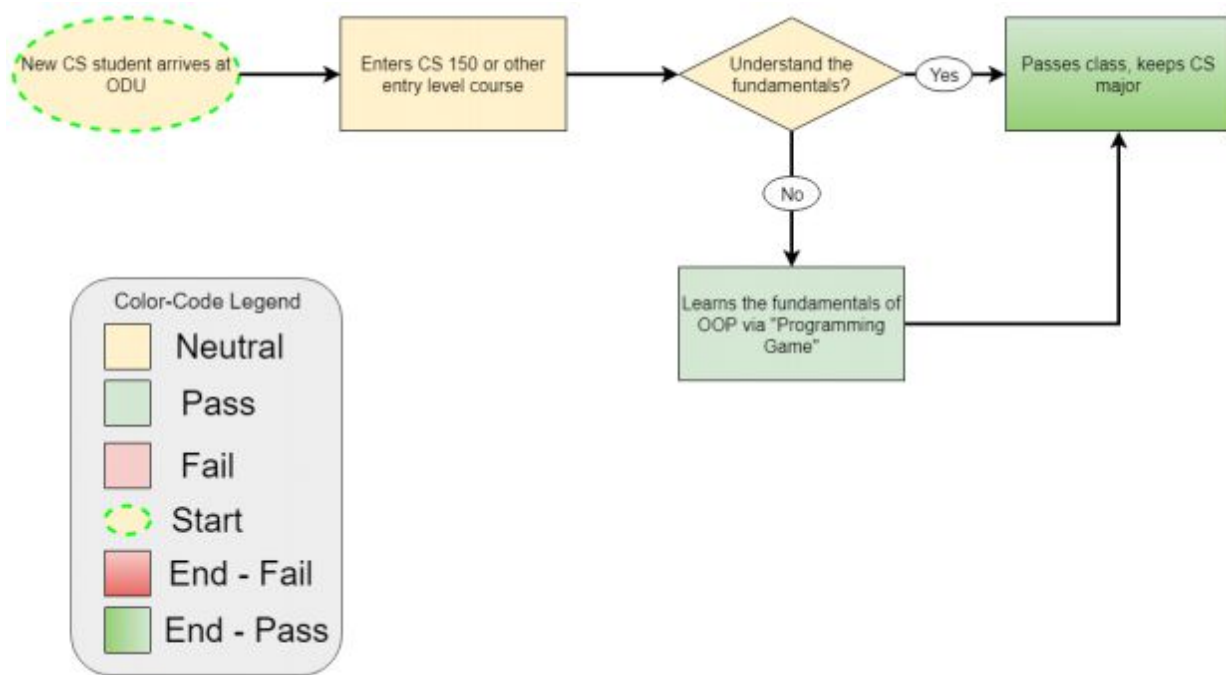 New CS student arrives at
ODU
Enters CS 150 or other
entry level course
Understand the
fundamentals?
Yes
Passes class, keeps CS
major
No
Learns the fundamentals of
OOP via "Programming
Game"
Color-Code Legend
Neutral
Pass
Fail
Start
End - Fail
End - Pass